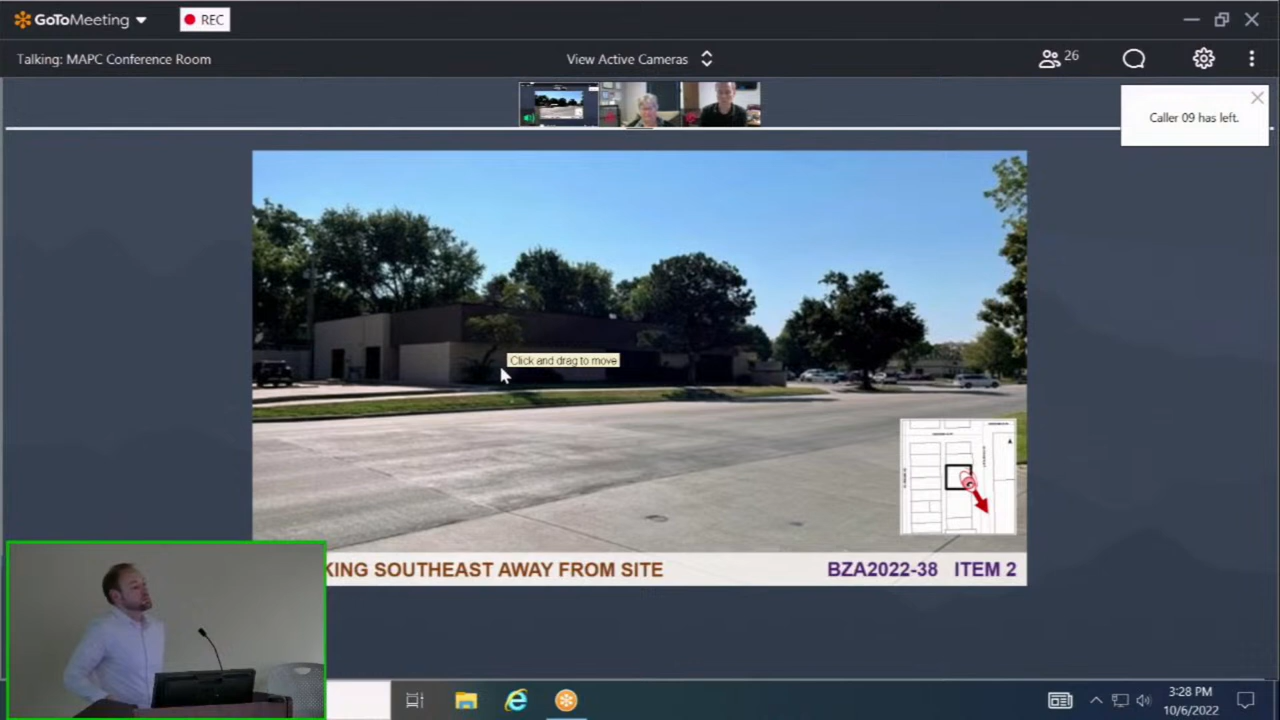 GoToMeeting
REC
Talking: MAPC Conference Room
View Active Cameras
26
Caller 09 has left.
Click and drag to move
KING SOUTHEAST AWAY FROM SITE
BZA2022-38 ITEM 2
3:28 PM
10/6/2022